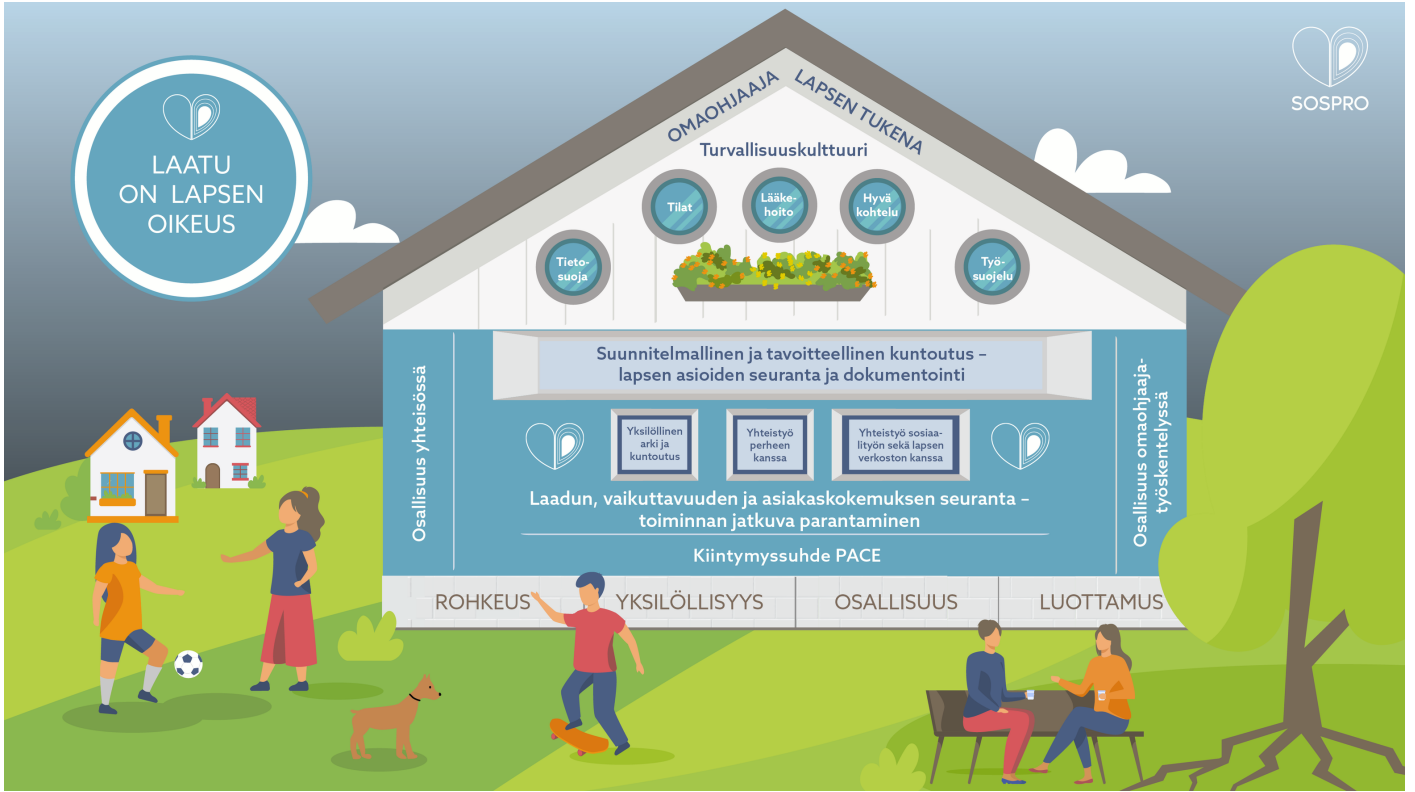 LAATU
ON LAPSEN
OIKEUS
SOSPRO
OMAOHJAAJA
LAPSEN TUKENA
Turvallisuuskulttuuri
Tieto-
suoja
Tilat
Lääke-
hoito
Hyvä
kohtelu
Työ-
suojelu
Osallisuus yhteisössä
Suunnitelmallinen ja tavoitteellinen kuntoutus –
lapsen asioiden seuranta ja dokumentointi
Yksilöllinen
arki ja
kuntoutus
Yhteistyö
perheen
kanssa
Yhteistyö sosiaa-
lityön sekä lapsen
verkoston kanssa
Laadun, vaikuttavuuden ja asiakaskokemuksen seuranta –
toiminnan jatkuva parantaminen
Kiintymyssuhde PACE
Osallisuus omaohjaaja-
työskentelyssä
ROHKEUS
YKSILÖLLISYYS
OSALLISUUS
LUOTTAMUS